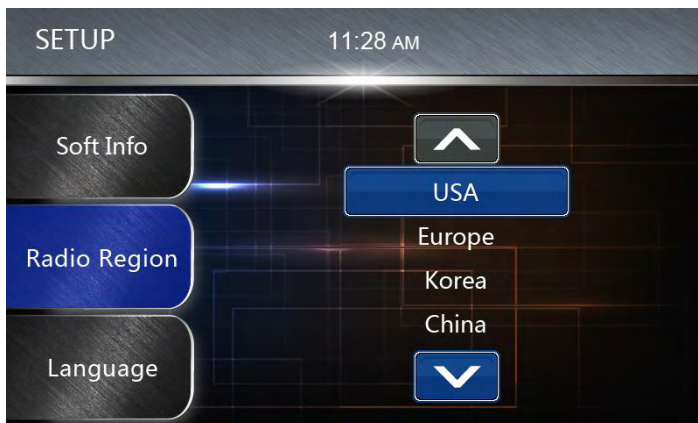 SETUP
11:28 AM
Soft Info
Radio Region
Language
USA
Europe
Korea
China